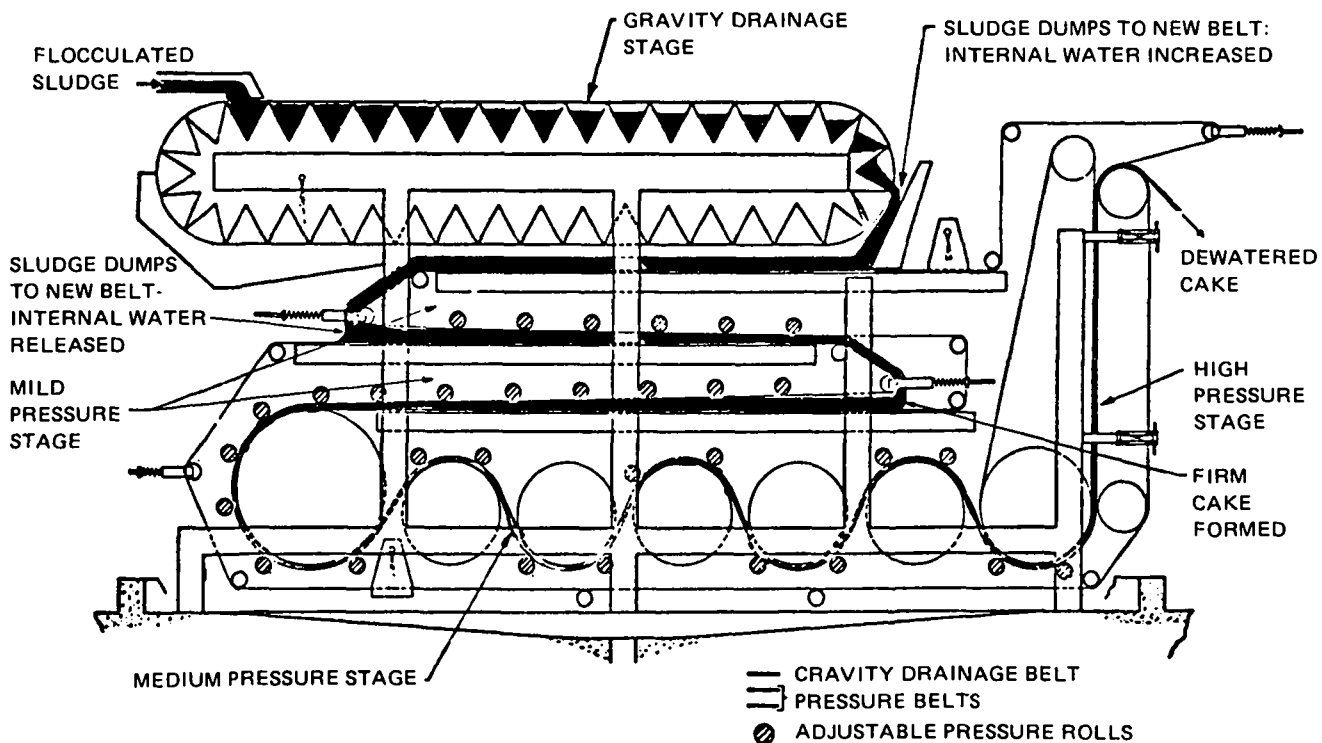 FLOCCULATED
SLUDGE
GRAVITY DRAINAGE
STAGE
SLUDGE DUMPS TO NEW BELT:
INTERNAL WATER INCREASED
SLUDGE DUMPS
TO NEW BELT-
INTERNAL WATER
RELEASED
MILD
PRESSURE
STAGE
DEWATERED
CAKE
HIGH
PRESSURE
STAGE
FIRM
CAKE
FORMED
MEDIUM PRESSURE STAGE
CRAVITY DRAINAGE BELT
PRESSURE BELTS
ADJUSTABLE PRESSURE ROLLS